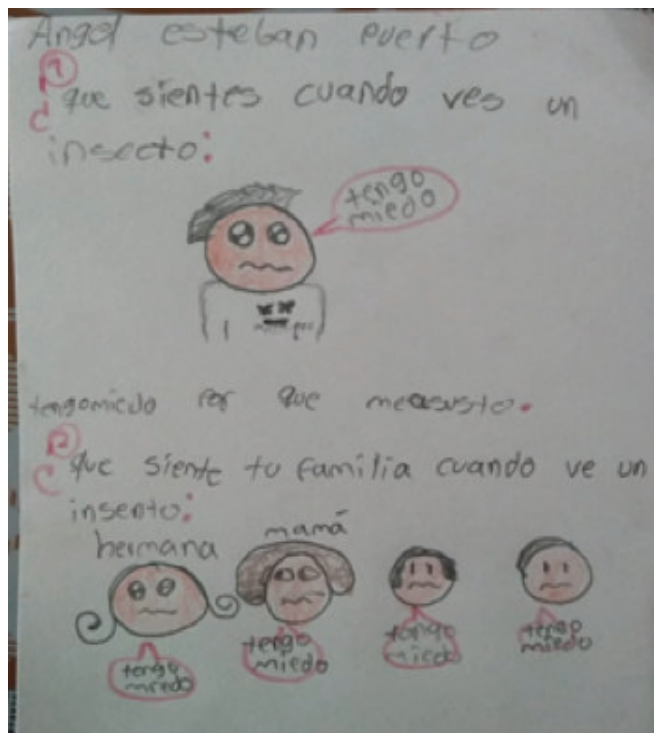 Angel esteban puerto
1
¿ que sientes cuando ves un
insecto:
tengo
miedo
tengomiedo por que measusto.
2
¿ que siente tu familia cuando ve un
insento:
hermana
mamá
tengo
miedo
tengo
miedo
tengo
miedo
tengo
miedo